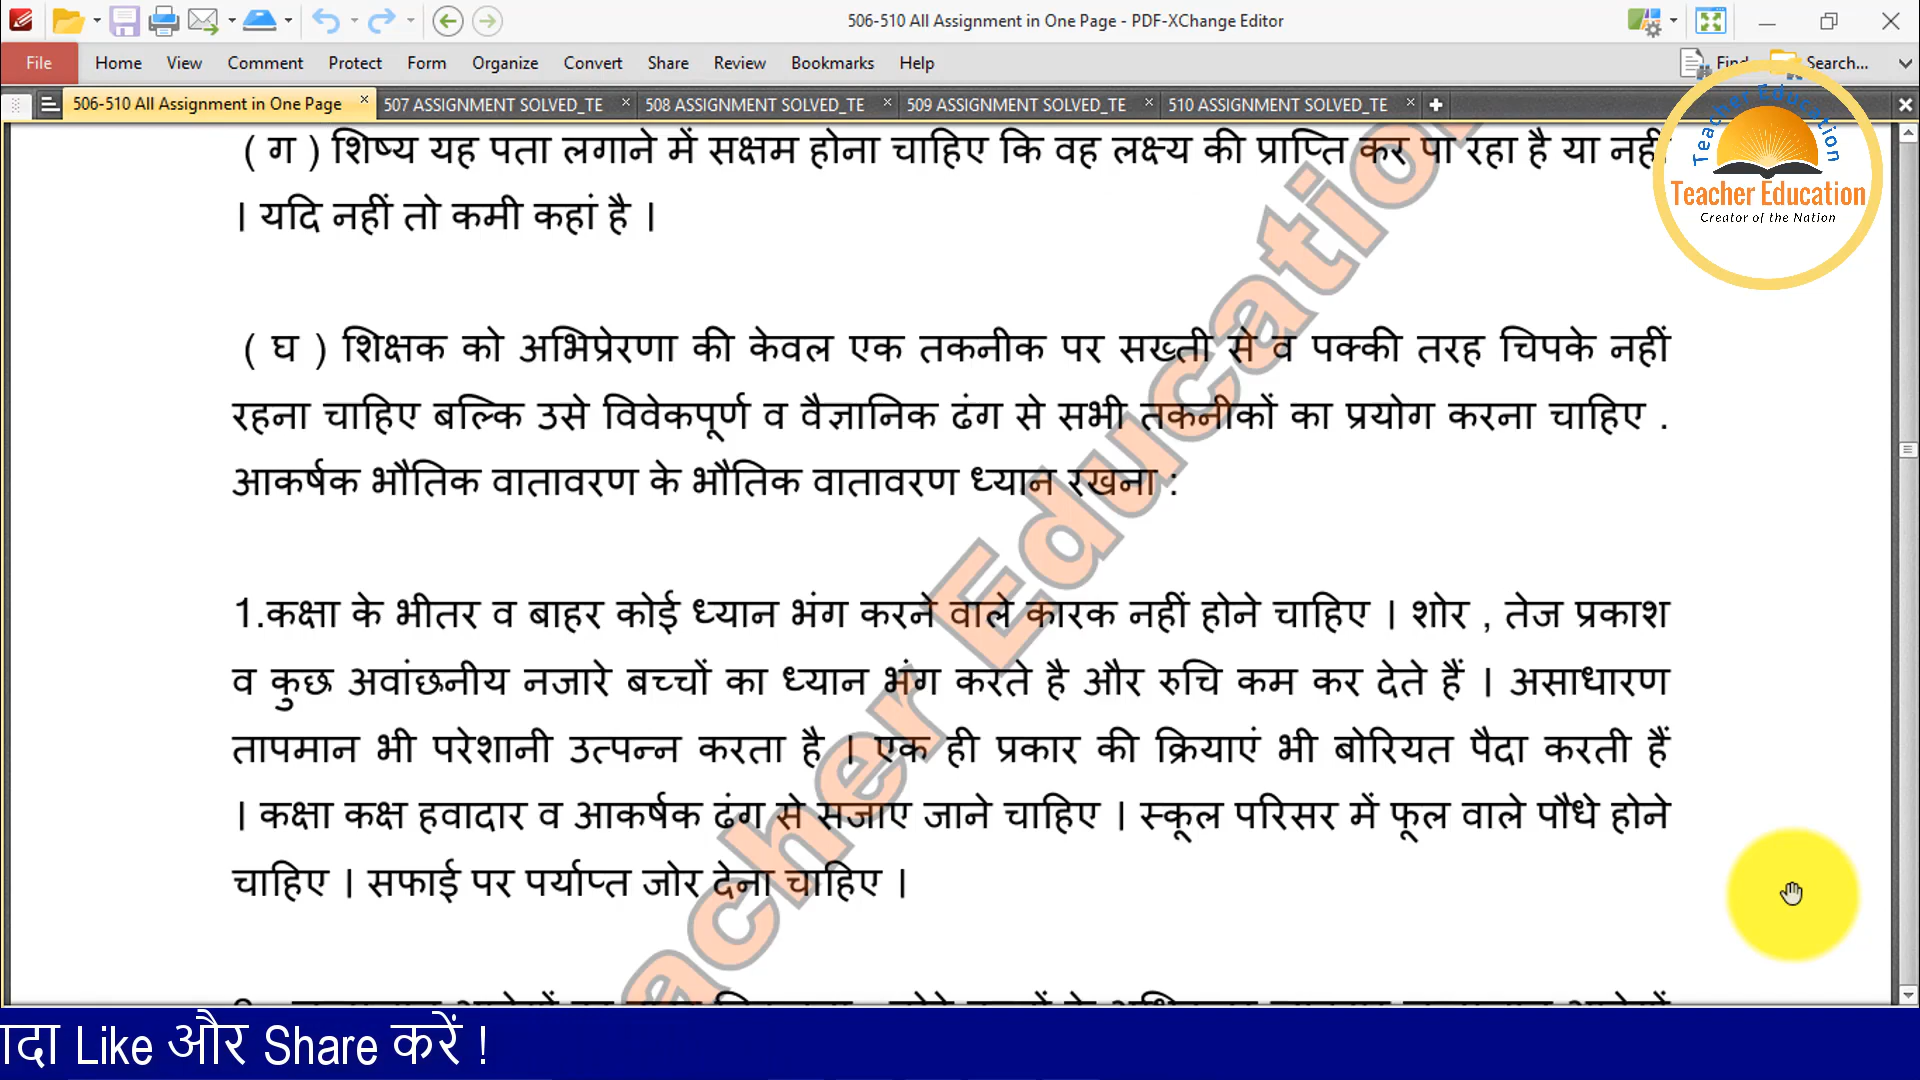 506-510 All Assignment in One Page - PDF-XChange Editor
File Home View Comment Protect Form Organize Convert Share Review Bookmarks Help Find Search...
506-510 All Assignment in One Page 507 ASSIGNMENT SOLVED_TE 508 ASSIGNMENT SOLVED_TE 509 ASSIGNMENT SOLVED_TE 510 ASSIGNMENT SOLVED_TE
Teacher Education
Teacher Education
Creator of the Nation
( ग ) शिष्य यह पता लगाने में सक्षम होना चाहिए कि वह लक्ष्य की प्राप्ति कर पा रहा है या नहीं
। यदि नहीं तो कमी कहां है ।
( घ ) शिक्षक को अभिप्रेरणा की केवल एक तकनीक पर सख्ती से व पक्की तरह चिपके नहीं
रहना चाहिए बल्कि उसे विवेकपूर्ण व वैज्ञानिक ढंग से सभी तकनीकों का प्रयोग करना चाहिए .
आकर्षक भौतिक वातावरण के भौतिक वातावरण ध्यान रखना :
1.कक्षा के भीतर व बाहर कोई ध्यान भंग करने वाले कारक नहीं होने चाहिए । शोर , तेज प्रकाश
व कुछ अवांछनीय नजारे बच्चों का ध्यान भंग करते है और रुचि कम कर देते हैं । असाधारण
तापमान भी परेशानी उत्पन्न करता है । एक ही प्रकार की क्रियाएं भी बोरियत पैदा करती हैं
। कक्षा कक्ष हवादार व आकर्षक ढंग से सजाए जाने चाहिए । स्कूल परिसर में फूल वाले पौधे होने
चाहिए । सफाई पर पर्याप्त जोर देना चाहिए ।
acher Education
ादा Like और Share करें !